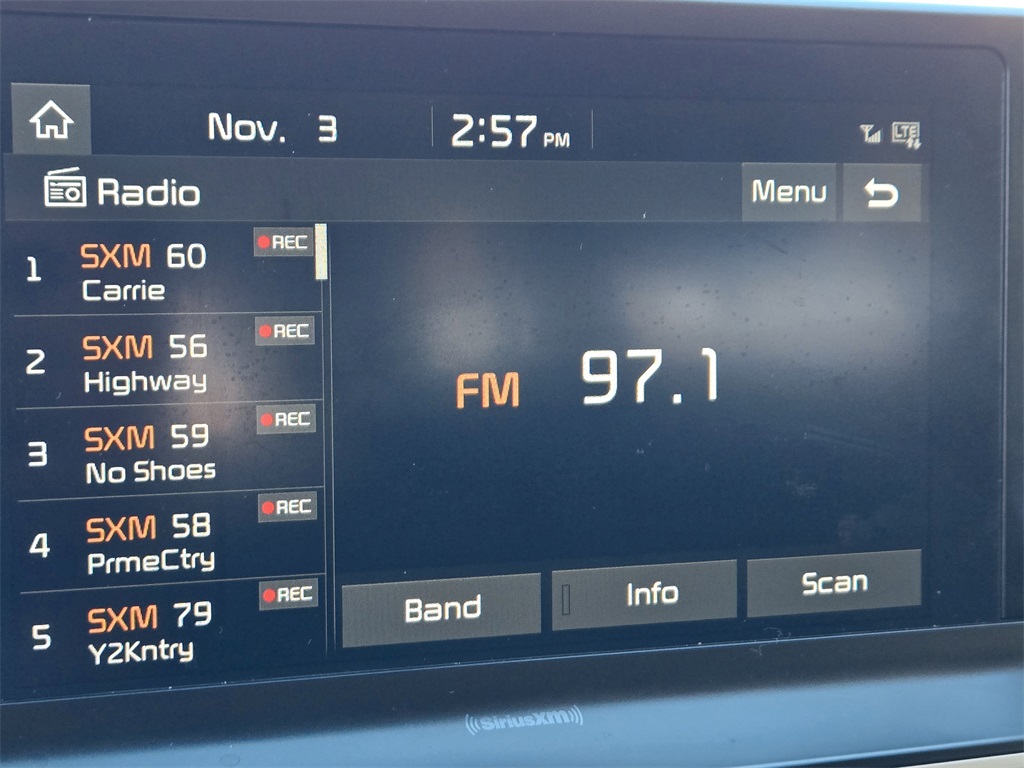 Nov. 3 2:57 PM LTE
Radio Menu
1 SXM 60 REC
Carrie
2 SXM 56 REC
Highway
3 SXM 59 REC
No Shoes
4 SXM 58 REC
PrmeCtry
5 SXM 79 REC
Y2Kntry
FM 97.1
Band Info Scan
((SiriusXM))